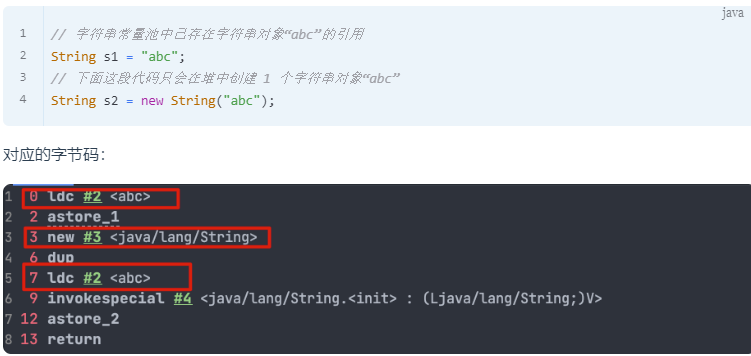 java
1 // 字符串常量池中已存在字符串对象“abc”的引用
2 String s1 = "abc";
3 // 下面这段代码只会在堆中创建 1 个字符串对象“abc”
4 String s2 = new String("abc");
对应的字节码：
1 0 ldc #2 <abc>
2 2 astore_1
3 3 new #3 <java/lang/String>
4 6 dup
5 7 ldc #2 <abc>
6 9 invokespecial #4 <java/lang/String.<init> : (Ljava/lang/String;)V>
7 12 astore_2
8 13 return